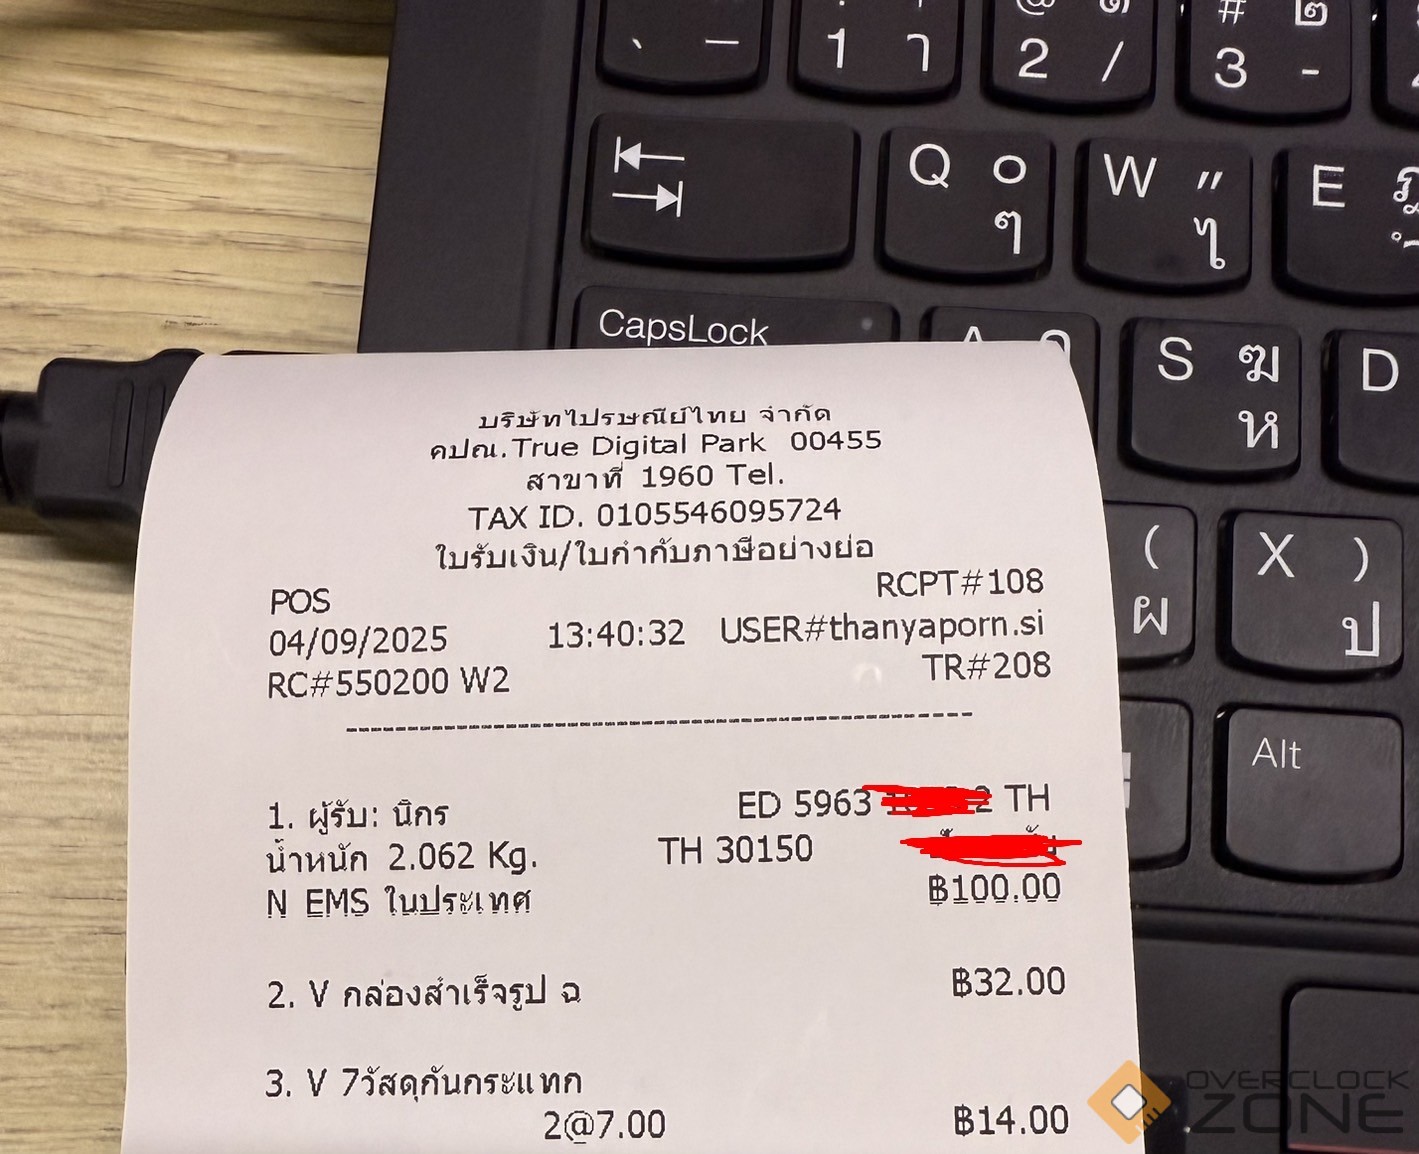 ` _
1 า
2 /
3 -
Q ๐
ๆ
W "
ไ
E ฎ
CapsLock
S ฆ
ห
D
( 
ผ
X )
ป
Alt
บริษัทไปรษณีย์ไทย จำกัด
คปณ.True Digital Park 00455
สาขาที่ 1960 Tel.
TAX ID. 0105546095724
ใบรับเงิน/ใบกำกับภาษีอย่างย่อ
POS RCPT#108
04/09/2025 13:40:32 USER#thanyaporn.si
RC#550200 W2 TR#208
1. ผู้รับ: นิกร ED 5963 TH
น้ำหนัก 2.062 Kg. TH 30150
N EMS ในประเทศ ฿100.00
2. V กล่องสำเร็จรูป ฉ ฿32.00
3. V 7วัสดุกันกระแทก
2@7.00 ฿14.00
OVERCLOCK
ZONE